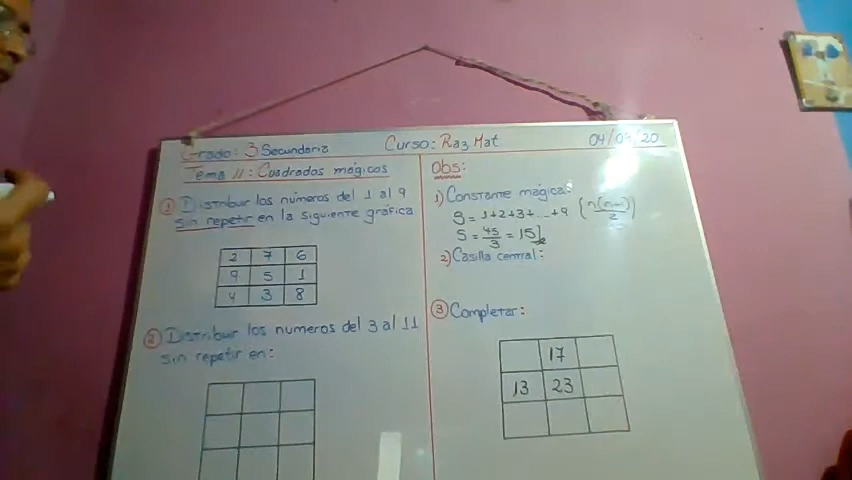 Grado: 3 Secundaria
Curso: Raz Mat
Tema 11: Cuadrados mágicos
① Distribuir los números del 1 al 9
sin repetir en la siguiente gráfica
2 7 6
9 5 1
4 3 8
② Distribuir los numeros del 3 al 11
sin repetir en:
Obs:
1) Constante mágica:
S = 1+2+3+...+9 (n(n+1)/2)
S = 45/3 = 15
2) Casilla central:
③ Completar:
17
13 23